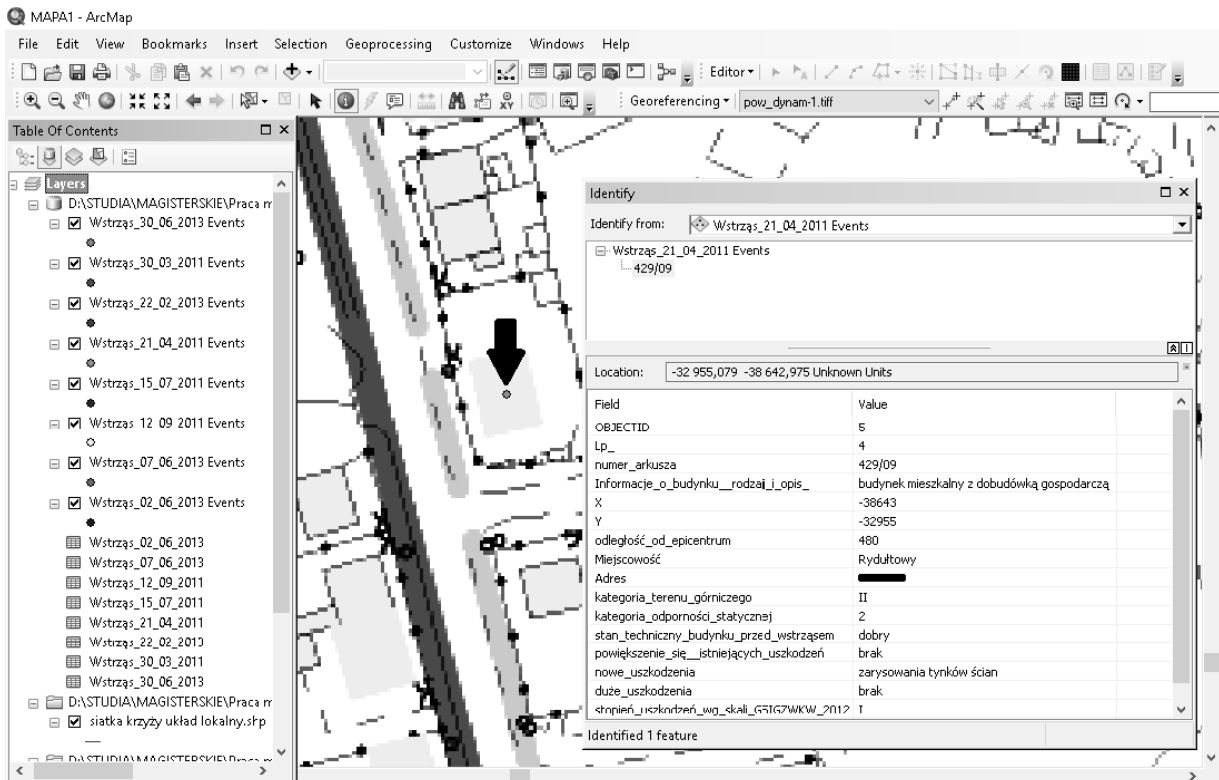 MAPA1 - ArcMap
File Edit View Bookmarks Insert Selection Geoprocessing Customize Windows Help
Editor
Georeferencing pow_dynam-1.tiff
Table Of Contents
Layers
D:\STUDIA\MAGISTERSKIE\Praca m
Wstrząs_30_06_2013 Events
Wstrząs_30_03_2011 Events
Wstrząs_22_02_2013 Events
Wstrząs_21_04_2011 Events
Wstrząs_15_07_2011 Events
Wstrząs 12 09 2011 Events
Wstrząs_07_06_2013 Events
Wstrząs_02_06_2013 Events
Wstrząs_02_06_2013
Wstrząs_07_06_2013
Wstrząs_12_09_2011
Wstrząs_15_07_2011
Wstrząs_21_04_2011
Wstrząs_22_02_2013
Wstrząs_30_03_2011
Wstrząs_30_06_2013
D:\STUDIA\MAGISTERSKIE\Praca m
siatka krzyży układ lokalny.shp
D:\STUDIA\MAGISTERSKIE\Praca m
Identify
Identify from: Wstrząs_21_04_2011 Events
Wstrząs_21_04_2011 Events
429/09
Location: -32 955,079 -38 642,975 Unknown Units
Field Value
OBJECTID 5
Lp_ 4
numer_arkusza 429/09
Informacje_o_budynku__rodzaj_i_opis_ budynek mieszkalny z dobudówką gospodarczą
X -38643
Y -32955
odległość_od_epicentrum 480
Miejscowość Rydułtowy
Adres
kategoria_terenu_górniczego II
kategoria_odporności_statycznej 2
stan_techniczny_budynku_przed_wstrząsem dobry
powiększenie_się__istniejących_uszkodzeń brak
nowe_uszkodzenia zarysowania tynków ścian
duże_uszkodzenia brak
stopień_uszkodzeń_wg_skali_GSIGZWKW_2012 I
Identified 1 feature